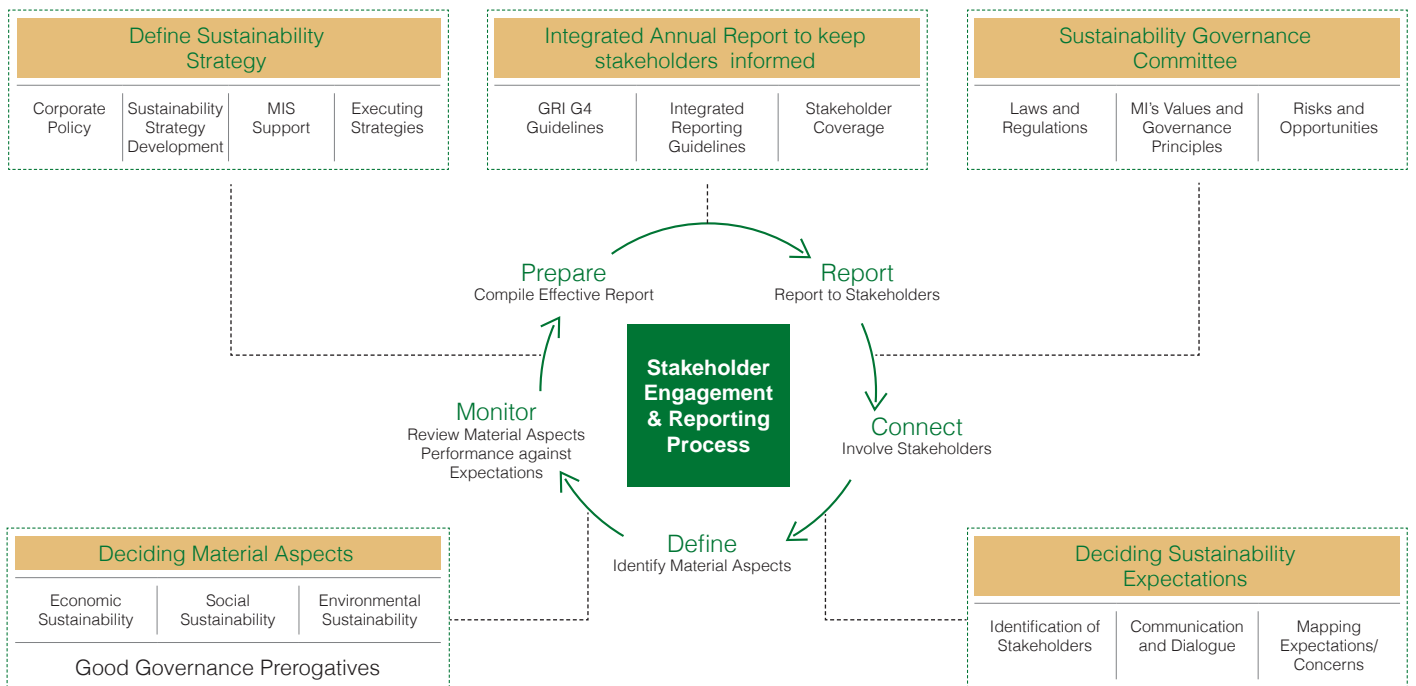 Define Sustainability
Strategy
Corporate
Policy
Sustainability
Strategy
Development
MIS
Support
Executing
Strategies
Integrated Annual Report to keep
stakeholders informed
GRI G4
Guidelines
Integrated
Reporting
Guidelines
Stakeholder
Coverage
Sustainability Governance
Committee
Laws and
Regulations
MI's Values and
Governance
Principles
Risks and
Opportunities
Prepare
Compile Effective Report
Report
Report to Stakeholders
Stakeholder
Engagement
& Reporting
Process
Monitor
Review Material Aspects
Performance against
Expectations
Connect
Involve Stakeholders
Define
Identify Material Aspects
Deciding Material Aspects
Economic
Sustainability
Social
Sustainability
Environmental
Sustainability
Good Governance Prerogatives
Deciding Sustainability
Expectations
Identification of
Stakeholders
Communication
and Dialogue
Mapping
Expectations/
Concerns